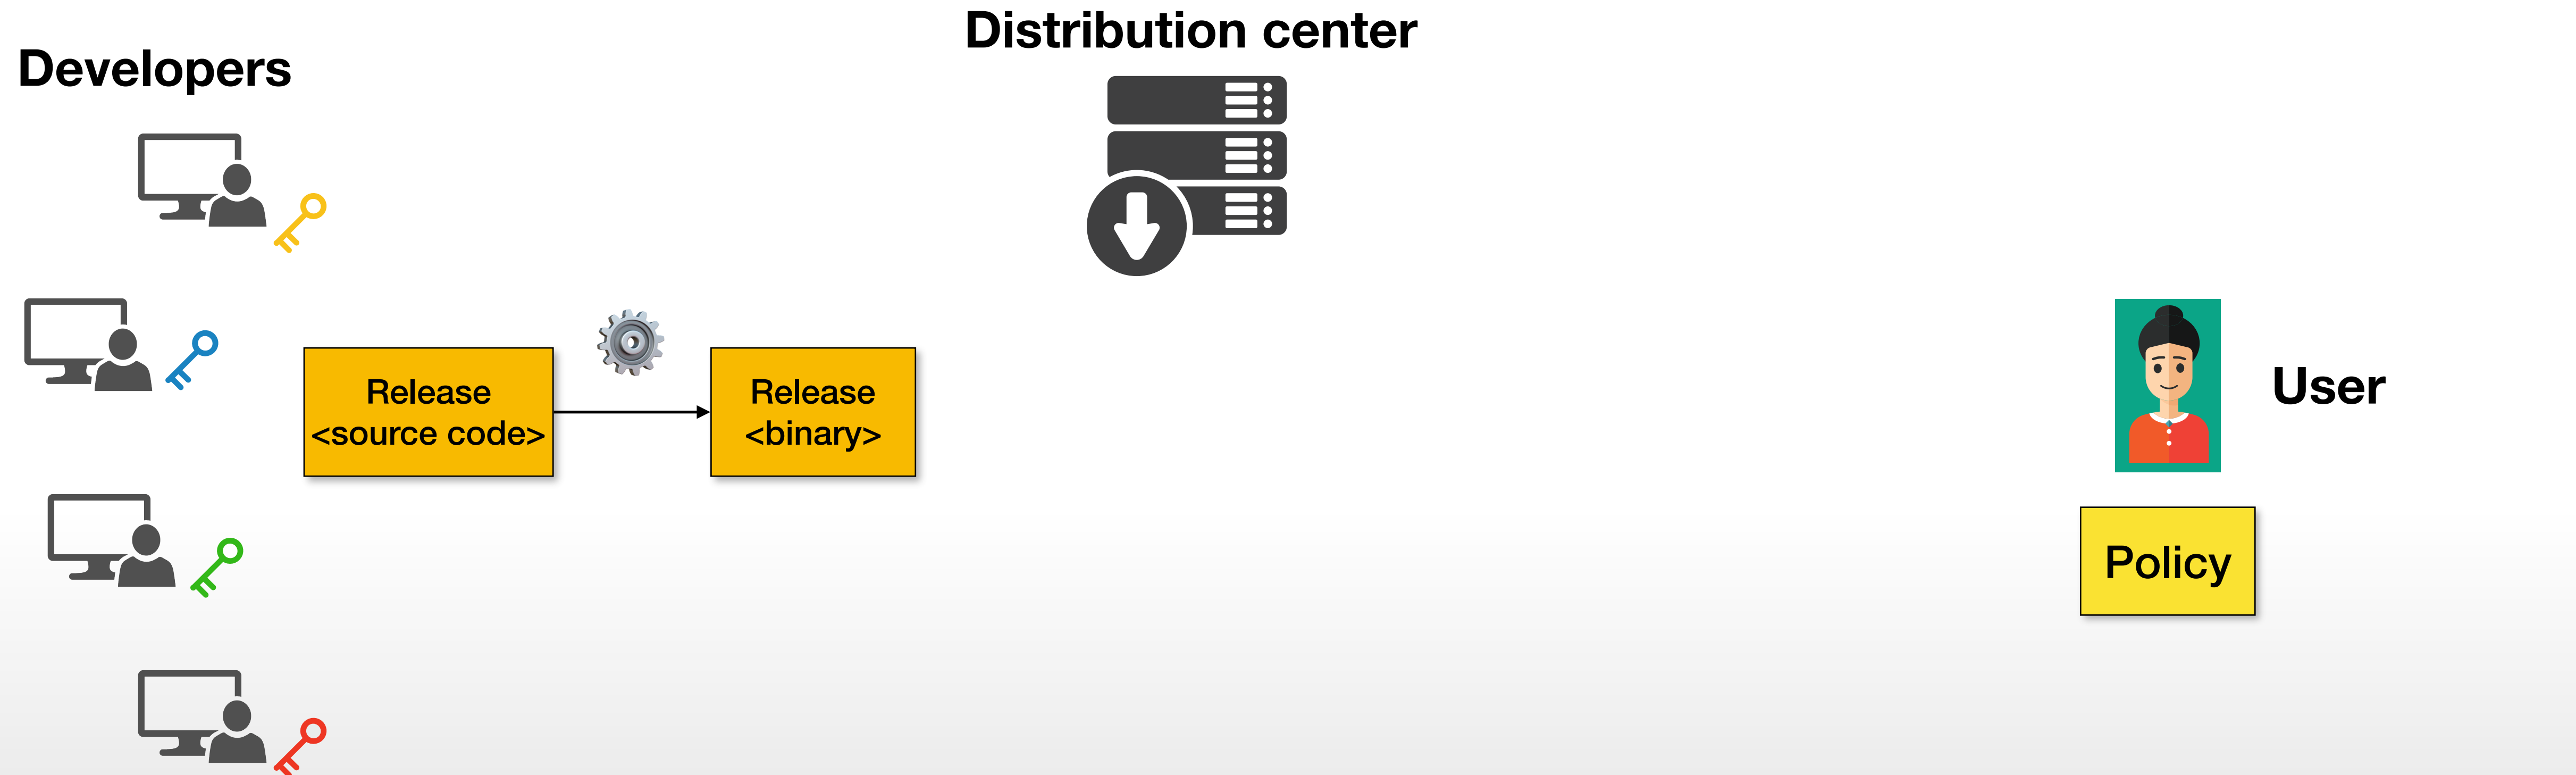 Distribution center
Developers
Release
<source code>
Release
<binary>
User
Policy